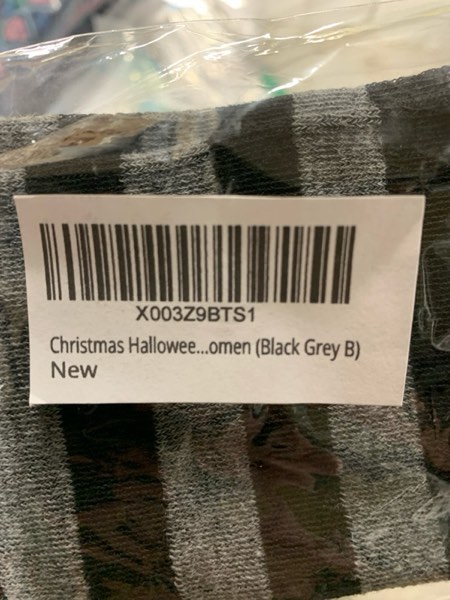 X003Z9BTS1
Christmas Hallowee...omen (Black Grey B)
New